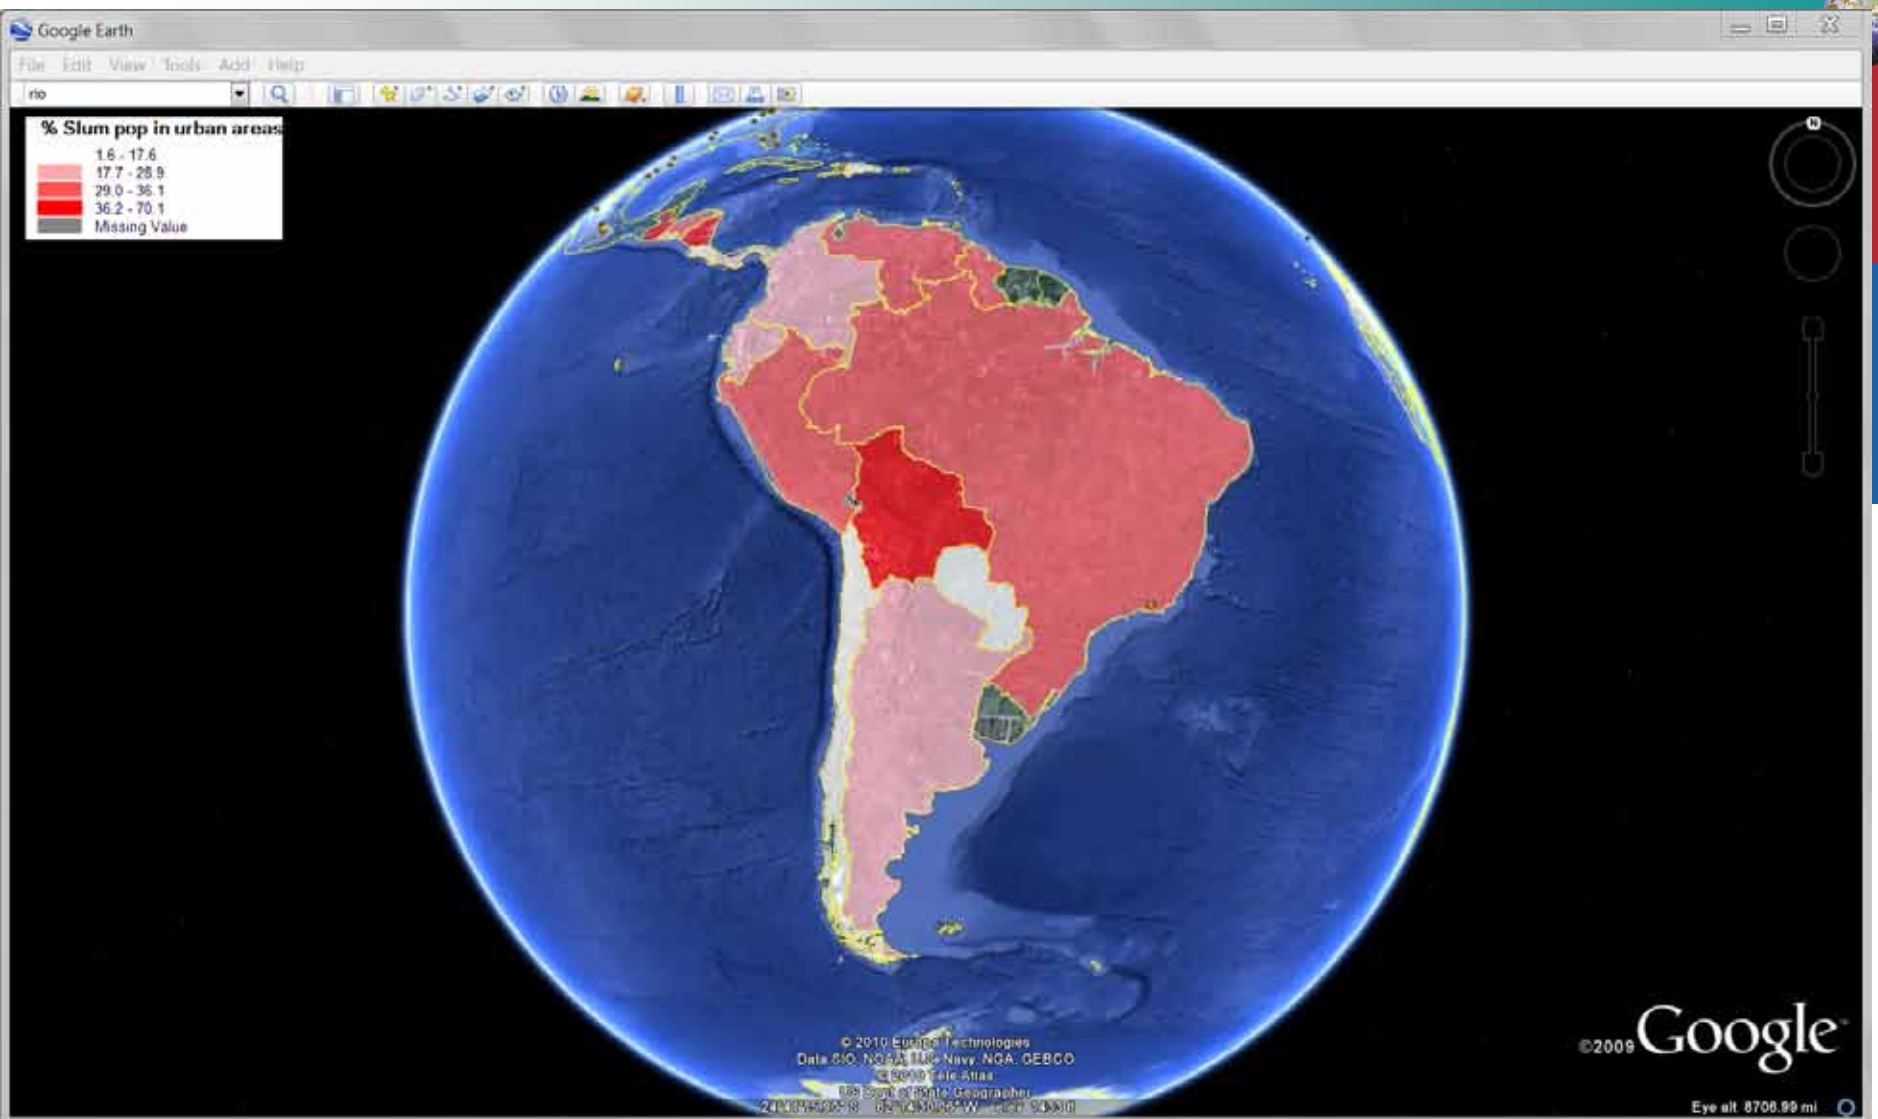 Google Earth
File Edit View Tools Add Help
rio
% Slum pop in urban areas
1.6 - 17.6
17.7 - 28.9
29.0 - 36.1
36.2 - 70.1
Missing Value
N
© 2010 Europa Technologies
Data SIO, NOAA, U.S. Navy, NGA, GEBCO
© 2010 Tele Atlas
US Dept of State Geographer
©2009 Google
Eye alt 8706.99 mi